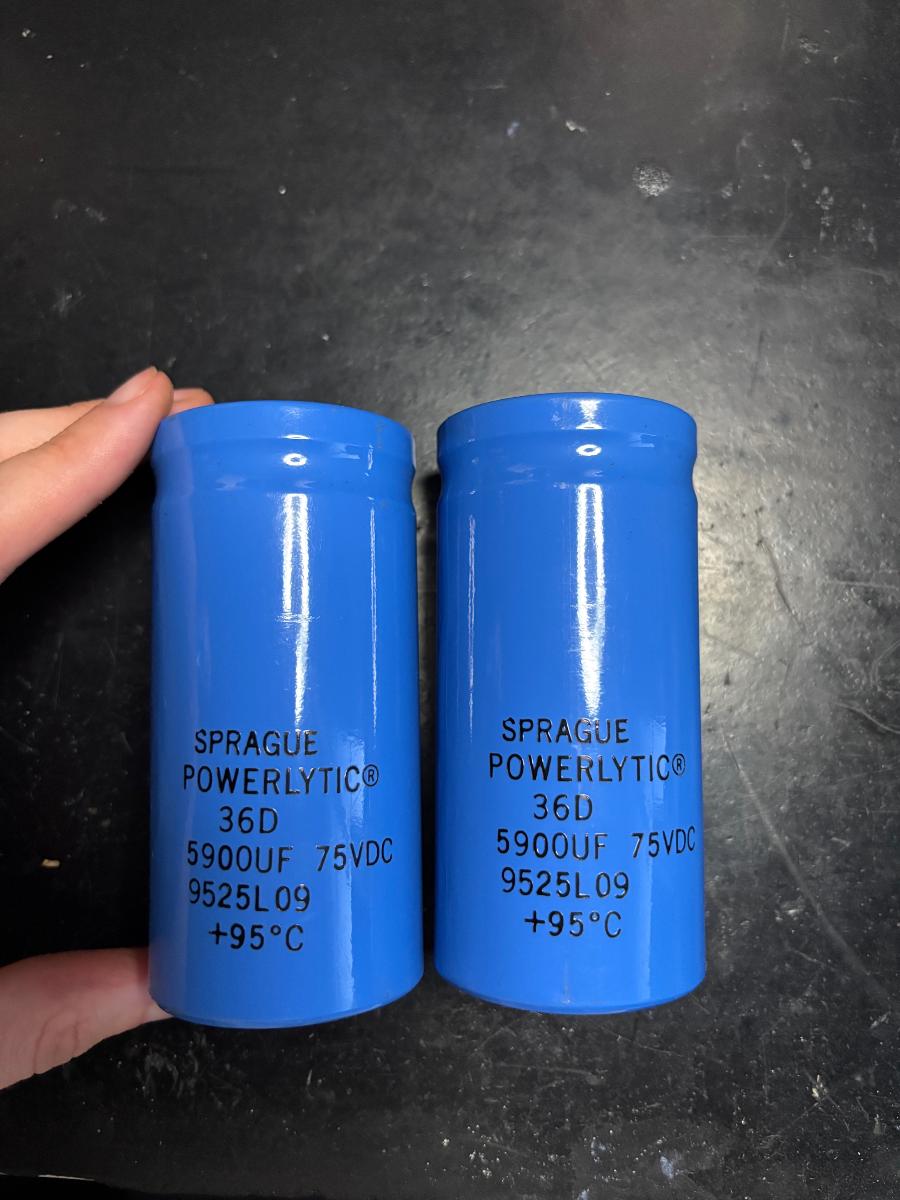 SPRAGUE
POWERLYTIC®
36D
5900UF 75VDC
9525L09
+95°C
SPRAGUE
POWERLYTIC®
36D
5900UF 75VDC
9525L09
+95°C